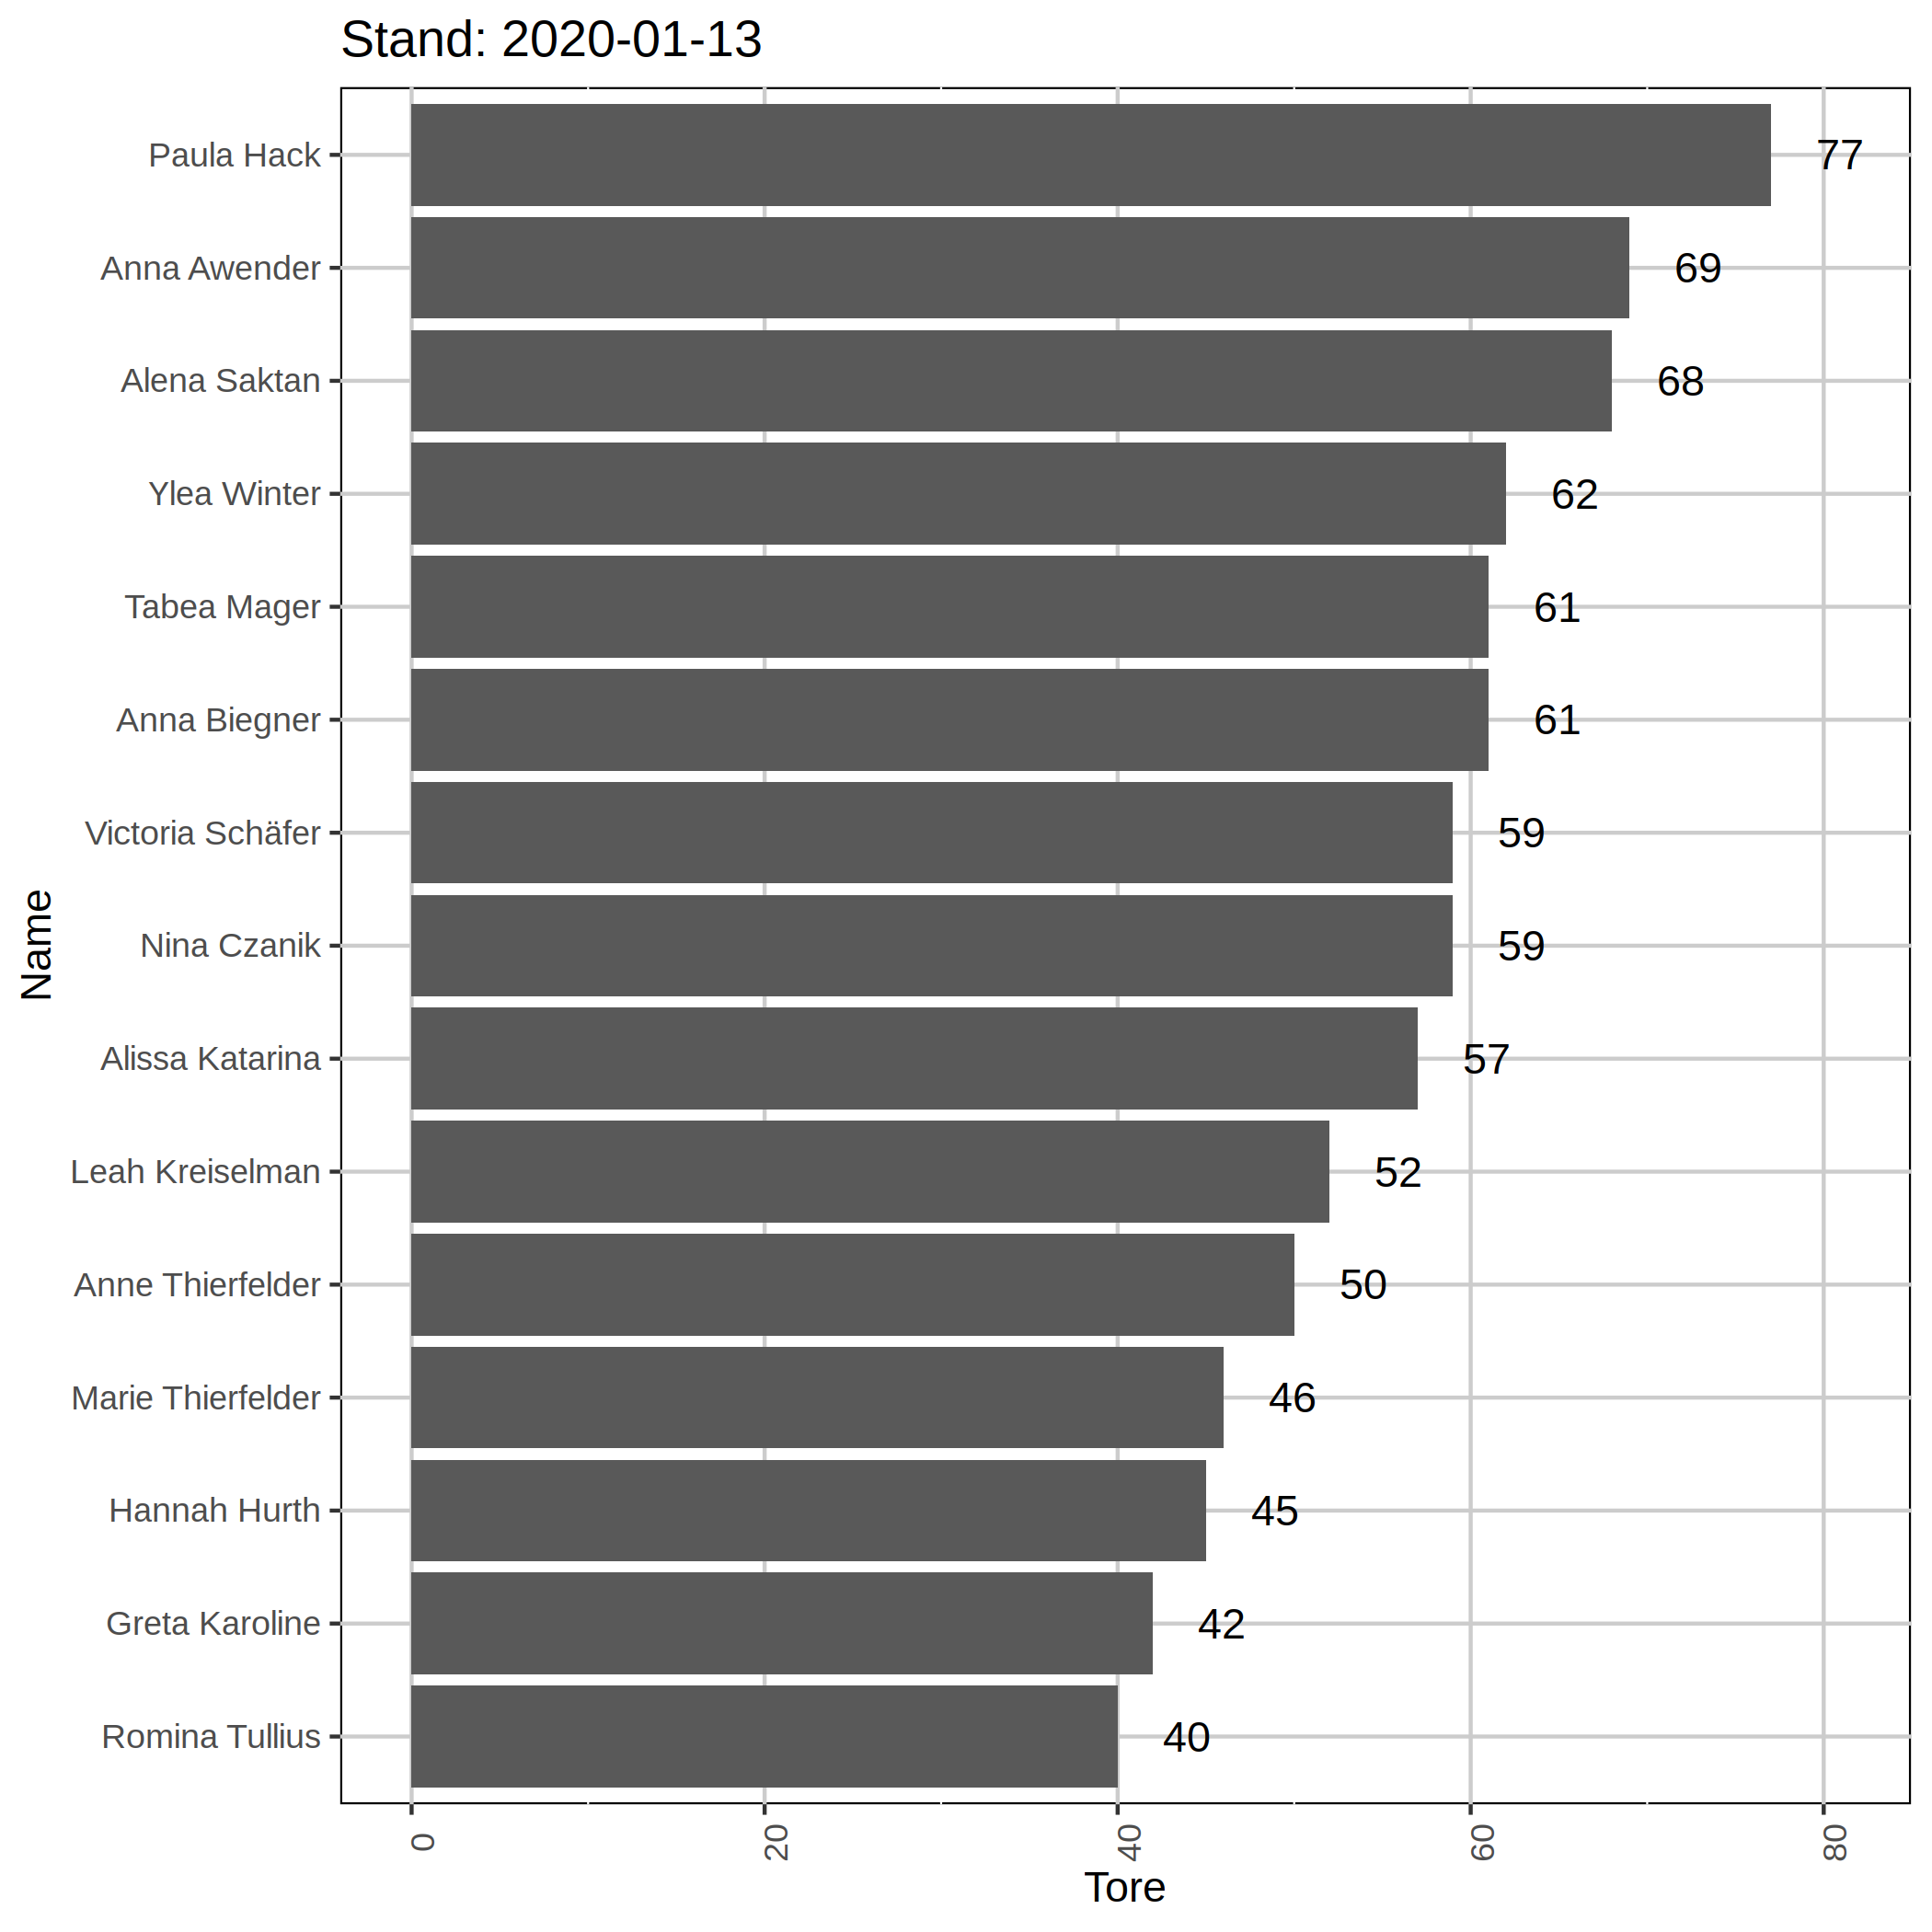 Stand: 2020-01-13
Paula Hack 77
Anna Awender 69
Alena Saktan 68
Ylea Winter 62
Tabea Mager 61
Anna Biegner 61
Victoria Schäfer 59
Nina Czanik 59
Alissa Katarina 57
Leah Kreiselman 52
Anne Thierfelder 50
Marie Thierfelder 46
Hannah Hurth 45
Greta Karoline 42
Romina Tullius 40
Name
0 20 40 60 80
Tore